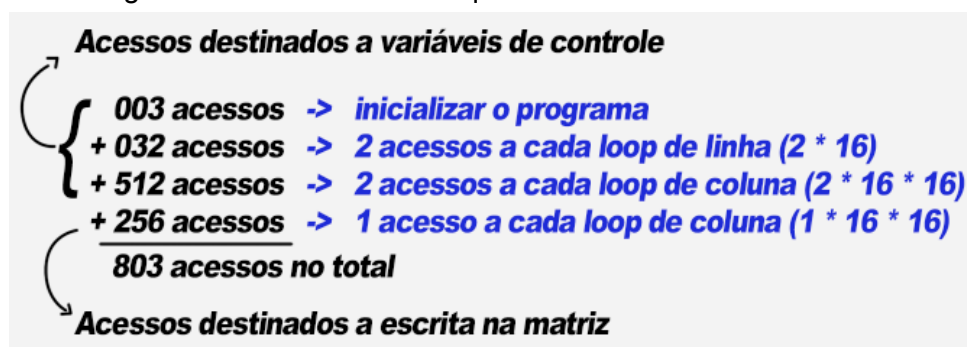 Acessos destinados a variáveis de controle
003 acessos -> inicializar o programa
+ 032 acessos -> 2 acessos a cada loop de linha (2 * 16)
+ 512 acessos -> 2 acessos a cada loop de coluna (2 * 16 * 16)
+ 256 acessos -> 1 acesso a cada loop de coluna (1 * 16 * 16)
803 acessos no total
Acessos destinados a escrita na matriz